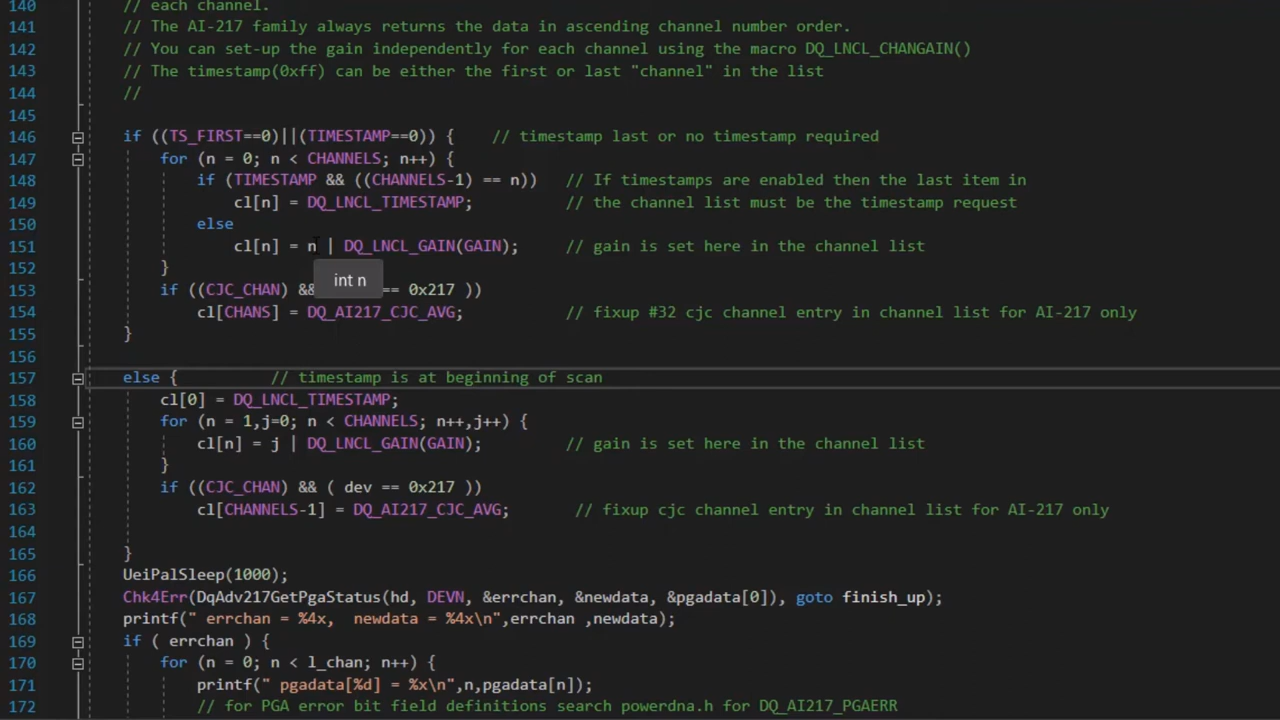 140 // each channel.
141 // The AI-217 family always returns the data in ascending channel number order.
142 // You can set-up the gain independently for each channel using the macro DQ_LNCL_CHANGAIN()
143 // The timestamp(0xff) can be either the first or last "channel" in the list
144 //
145
146 if ((TS_FIRST==0)||(TIMESTAMP==0)) { // timestamp last or no timestamp required
147 for (n = 0; n < CHANNELS; n++) {
148 if (TIMESTAMP && ((CHANNELS-1) == n)) // If timestamps are enabled then the last item in
149 cl[n] = DQ_LNCL_TIMESTAMP; // the channel list must be the timestamp request
150 else
151 cl[n] = n | DQ_LNCL_GAIN(GAIN); // gain is set here in the channel list
152 }
int n
153 if ((CJC_CHAN) && == 0x217 ))
154 cl[CHANS] = DQ_AI217_CJC_AVG; // fixup #32 cjc channel entry in channel list for AI-217 only
155 }
156
157 else { // timestamp is at beginning of scan
158 cl[0] = DQ_LNCL_TIMESTAMP;
159 for (n = 1,j=0; n < CHANNELS; n++,j++) {
160 cl[n] = j | DQ_LNCL_GAIN(GAIN); // gain is set here in the channel list
161 }
162 if ((CJC_CHAN) && ( dev == 0x217 ))
163 cl[CHANNELS-1] = DQ_AI217_CJC_AVG; // fixup cjc channel entry in channel list for AI-217 only
164
165 }
166 UeiPalSleep(1000);
167 Chk4Err(DqAdv217GetPgaStatus(hd, DEVN, &errchan, &newdata, &pgadata[0]), goto finish_up);
168 printf(" errchan = %4x, newdata = %4x\n",errchan ,newdata);
169 if ( errchan ) {
170 for (n = 0; n < l_chan; n++) {
171 printf(" pgadata[%d] = %x\n",n,pgadata[n]);
172 // for PGA error bit field definitions search powerdna.h for DQ_AI217_PGAERR